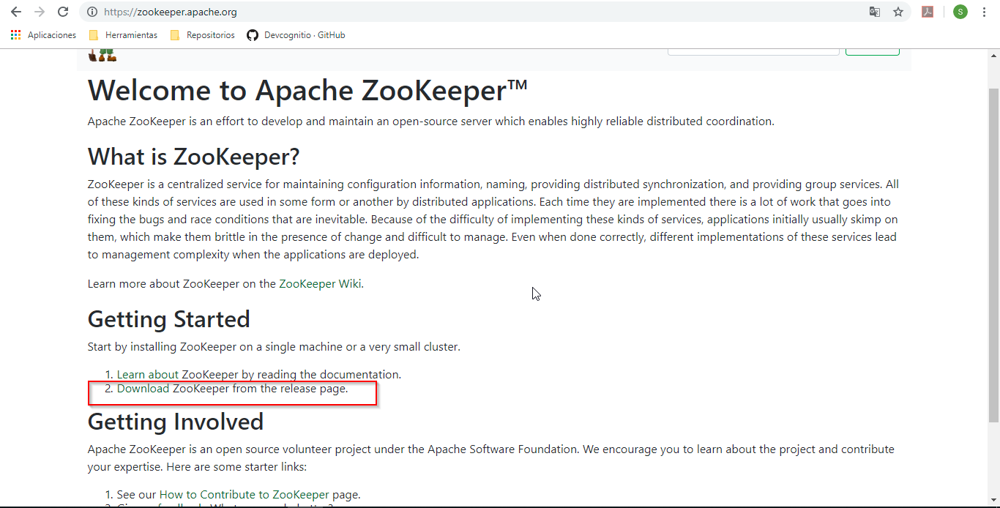 https://zookeeper.apache.org
S
Aplicaciones Herramientas Repositorios Devcognitio · GitHub
Welcome to Apache ZooKeeper™
Apache ZooKeeper is an effort to develop and maintain an open-source server which enables highly reliable distributed coordination.
What is ZooKeeper?
ZooKeeper is a centralized service for maintaining configuration information, naming, providing distributed synchronization, and providing group services. All
of these kinds of services are used in some form or another by distributed applications. Each time they are implemented there is a lot of work that goes into
fixing the bugs and race conditions that are inevitable. Because of the difficulty of implementing these kinds of services, applications initially usually skimp on
them, which make them brittle in the presence of change and difficult to manage. Even when done correctly, different implementations of these services lead
to management complexity when the applications are deployed.
Learn more about ZooKeeper on the ZooKeeper Wiki.
Getting Started
Start by installing ZooKeeper on a single machine or a very small cluster.
1. Learn about ZooKeeper by reading the documentation.
2. Download ZooKeeper from the release page.
Getting Involved
Apache ZooKeeper is an open source volunteer project under the Apache Software Foundation. We encourage you to learn about the project and contribute
your expertise. Here are some starter links:
1. See our How to Contribute to ZooKeeper page.